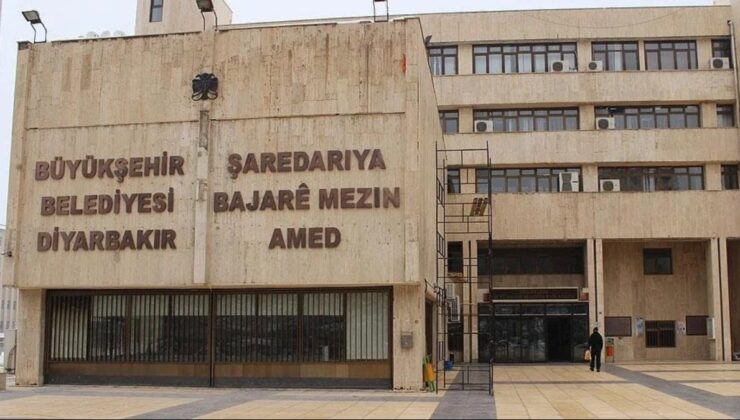 BÜYÜKŞEHİR
BELEDİYESİ
DİYARBAKIR
ŞAREDARIYA
BAJARÊ MEZIN
AMED